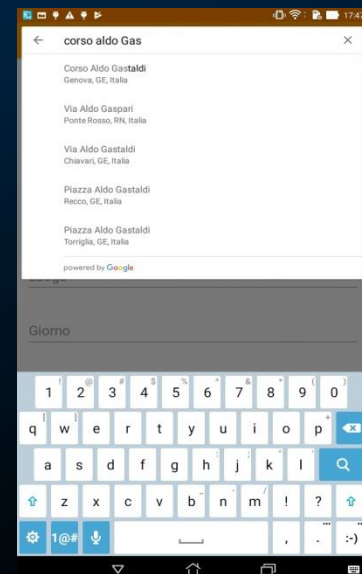 17:47
corso aldo Gas
Corso Aldo Gastaldi
Genova, GE, Italia
Via Aldo Gaspari
Ponte Rosso, RN, Italia
Via Aldo Gastaldi
Chiavari, GE, Italia
Piazza Aldo Gastaldi
Recco, GE, Italia
Piazza Aldo Gastaldi
Torriglia, GE, Italia
powered by Google
Giorno
! @ # $ % ^ & * ( )
1 2 3 4 5 6 7 8 9 0
q w e r t y u i o p
a s d f g h j k l
z x c v b n m ! ?
1@# , . :-)